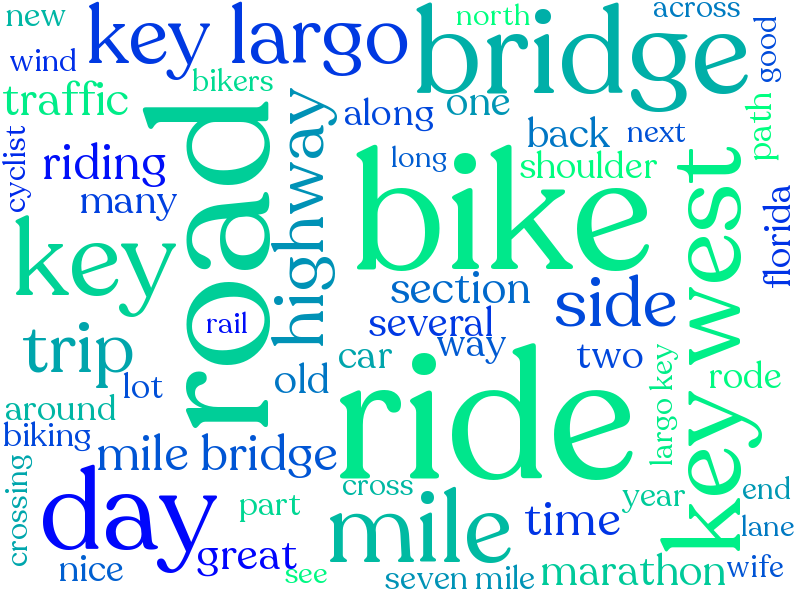 new
key largo
bridge
north
across
good
wind
bikers
traffic
road
highway
along
one
back
next
path
cyclist
riding
long
shoulder
many
bike
key west
florida
key
section
side
several
rail
trip
way
car
two
lot
old
largo key
rode
around
ride
biking
mile bridge
crossing
day
cross
part
mile
time
year
end
lane
great
nice
see
seven mile
marathon
wife